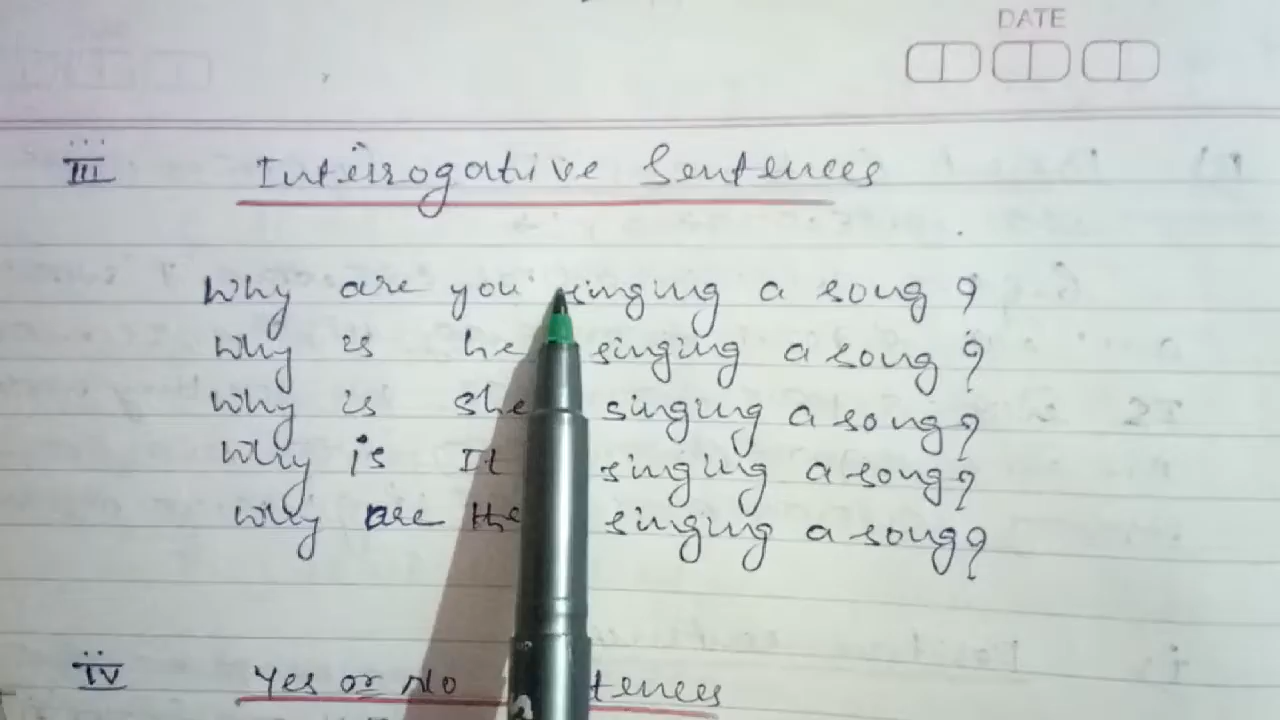 DATE
III Interrogative Sentences
Why are you singing a song?
Why is he singing a song?
Why is she singing a song?
Why is It singing a song?
Why are singing a song?
IV Yes or No